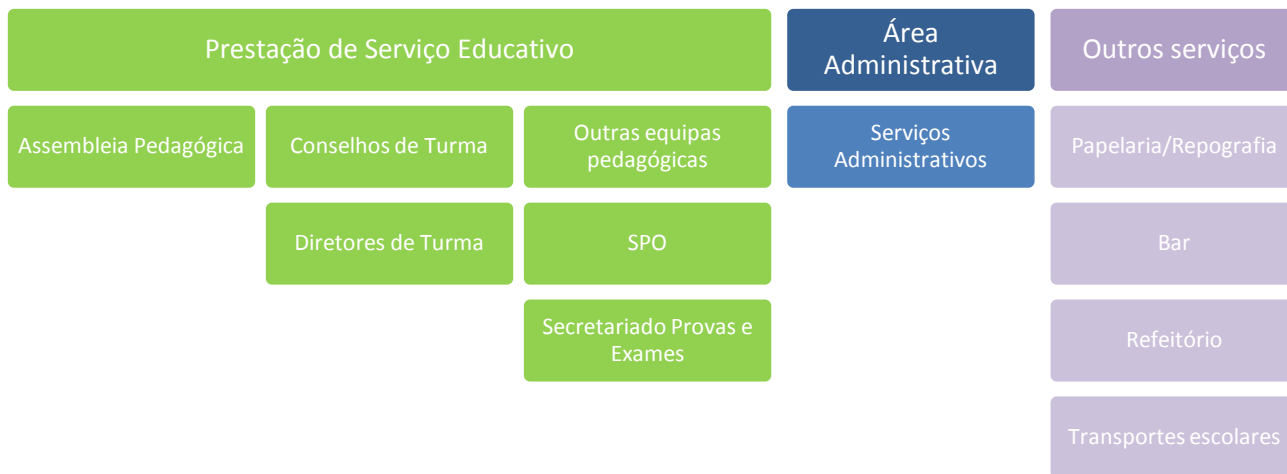 Prestação de Serviço Educativo
Área
Administrativa
Outros serviços
Assembleia Pedagógica
Conselhos de Turma
Outras equipas
pedagógicas
Serviços
Administrativos
Papelaria/Repografia
Diretores de Turma
SPO
Bar
Secretariado Provas e
Exames
Refeitório
Transportes escolares